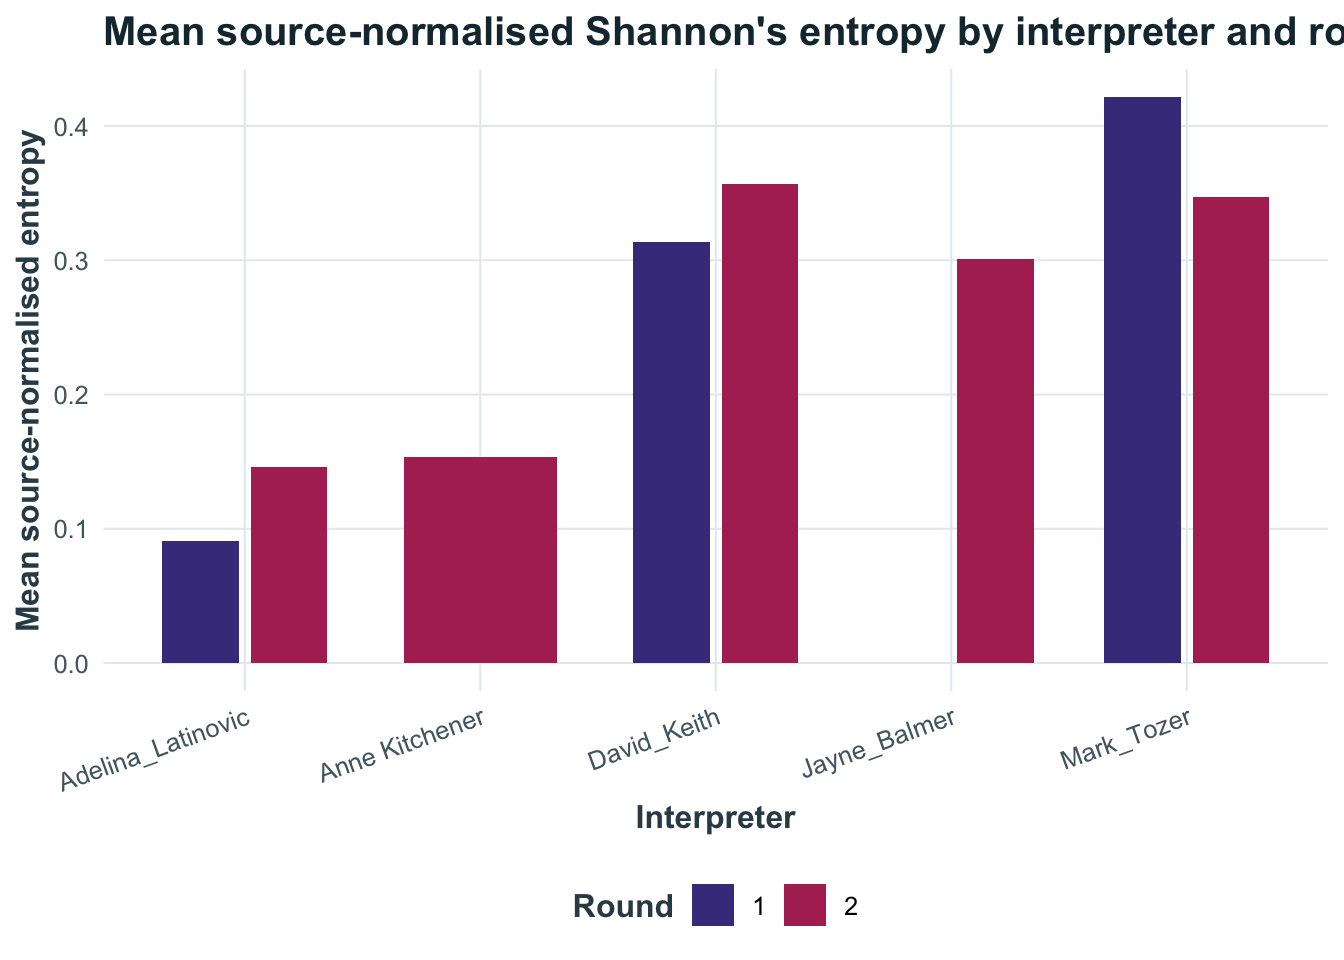 Mean source-normalised Shannon's entropy by interpreter and ro
Mean source-normalised entropy
0.4
0.3
0.2
0.1
0.0
Adelina_Latinovic
Anne Kitchener
David_Keith
Jayne_Balmer
Mark_Tozer
Interpreter
Round 1 2